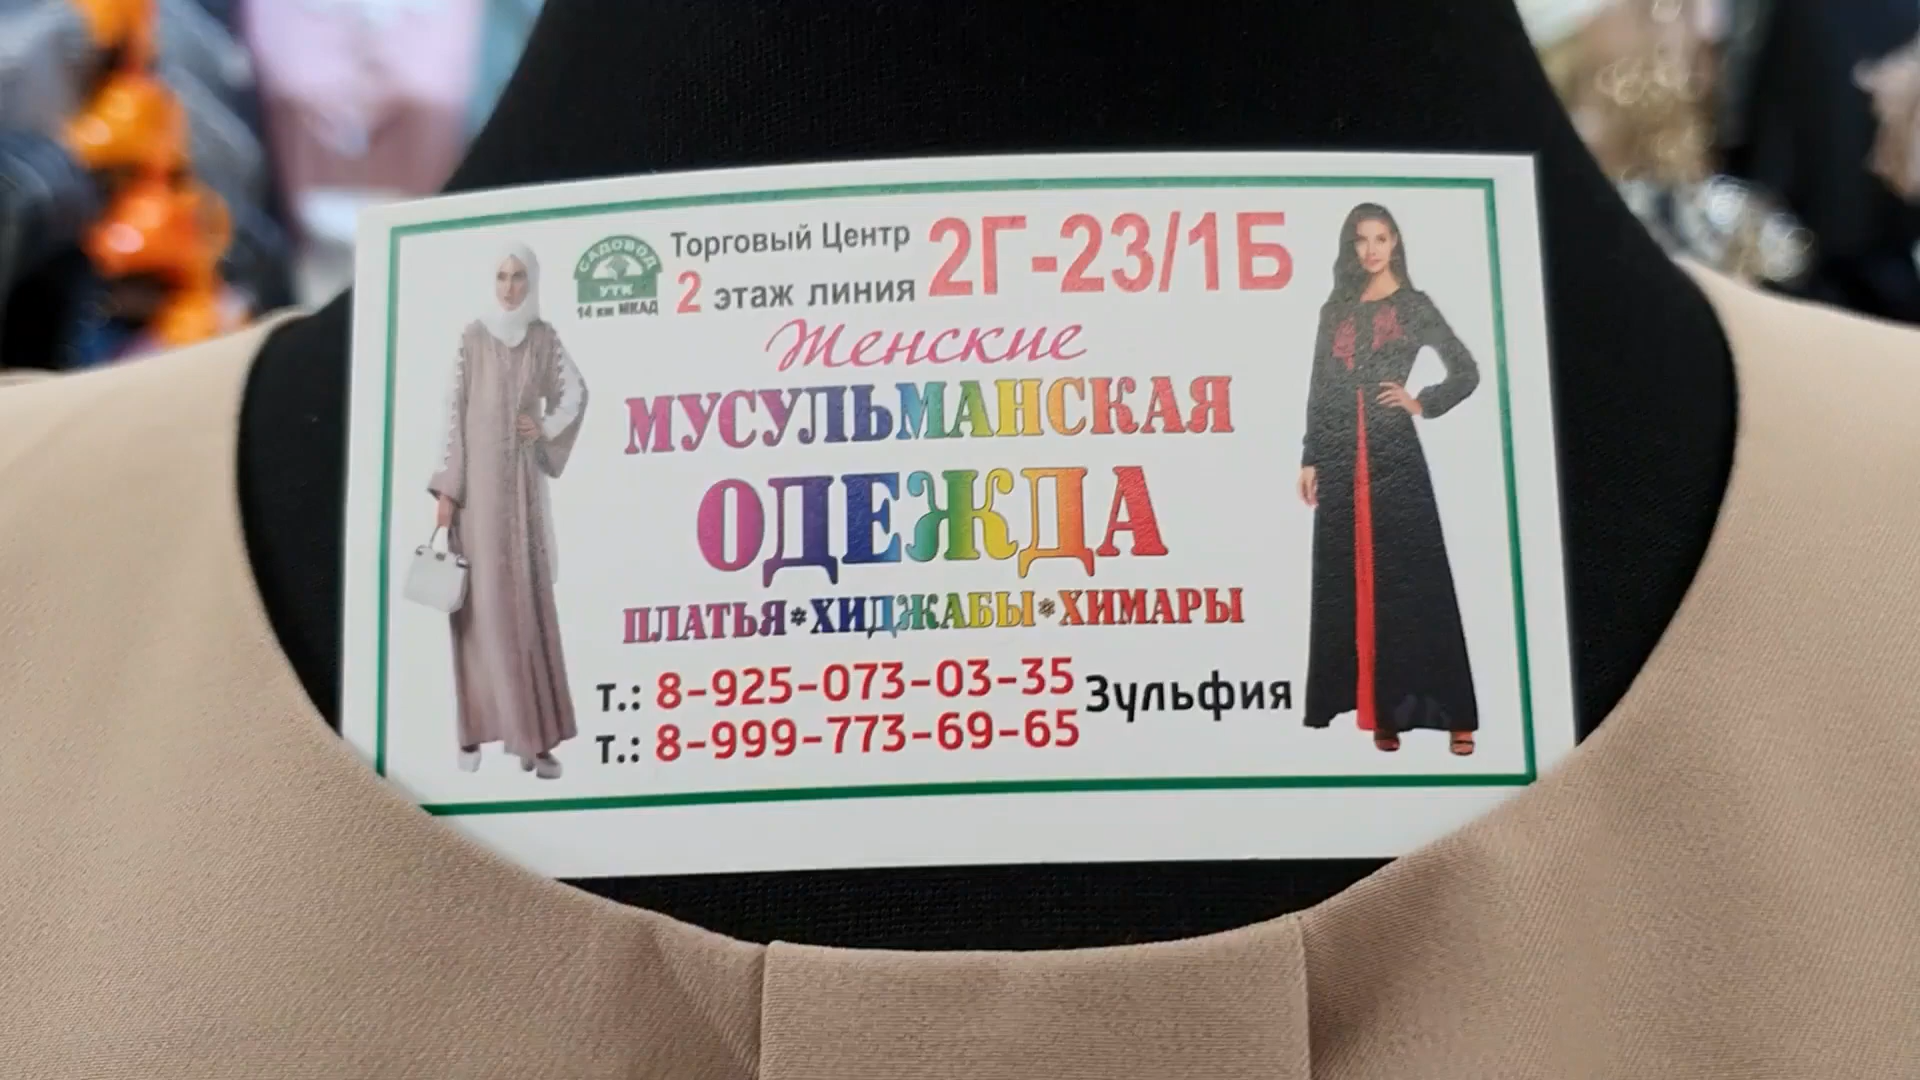 САДОВОД
УТК
14 км МКАД
Торговый Центр
2 этаж линия 2Г-23/1Б
Женские
МУСУЛЬМАНСКАЯ
ОДЕЖДА
ПЛАТЬЯ*ХИДЖАБЫ*ХИМАРЫ
т.: 8-925-073-03-35 Зульфия
т.: 8-999-773-69-65